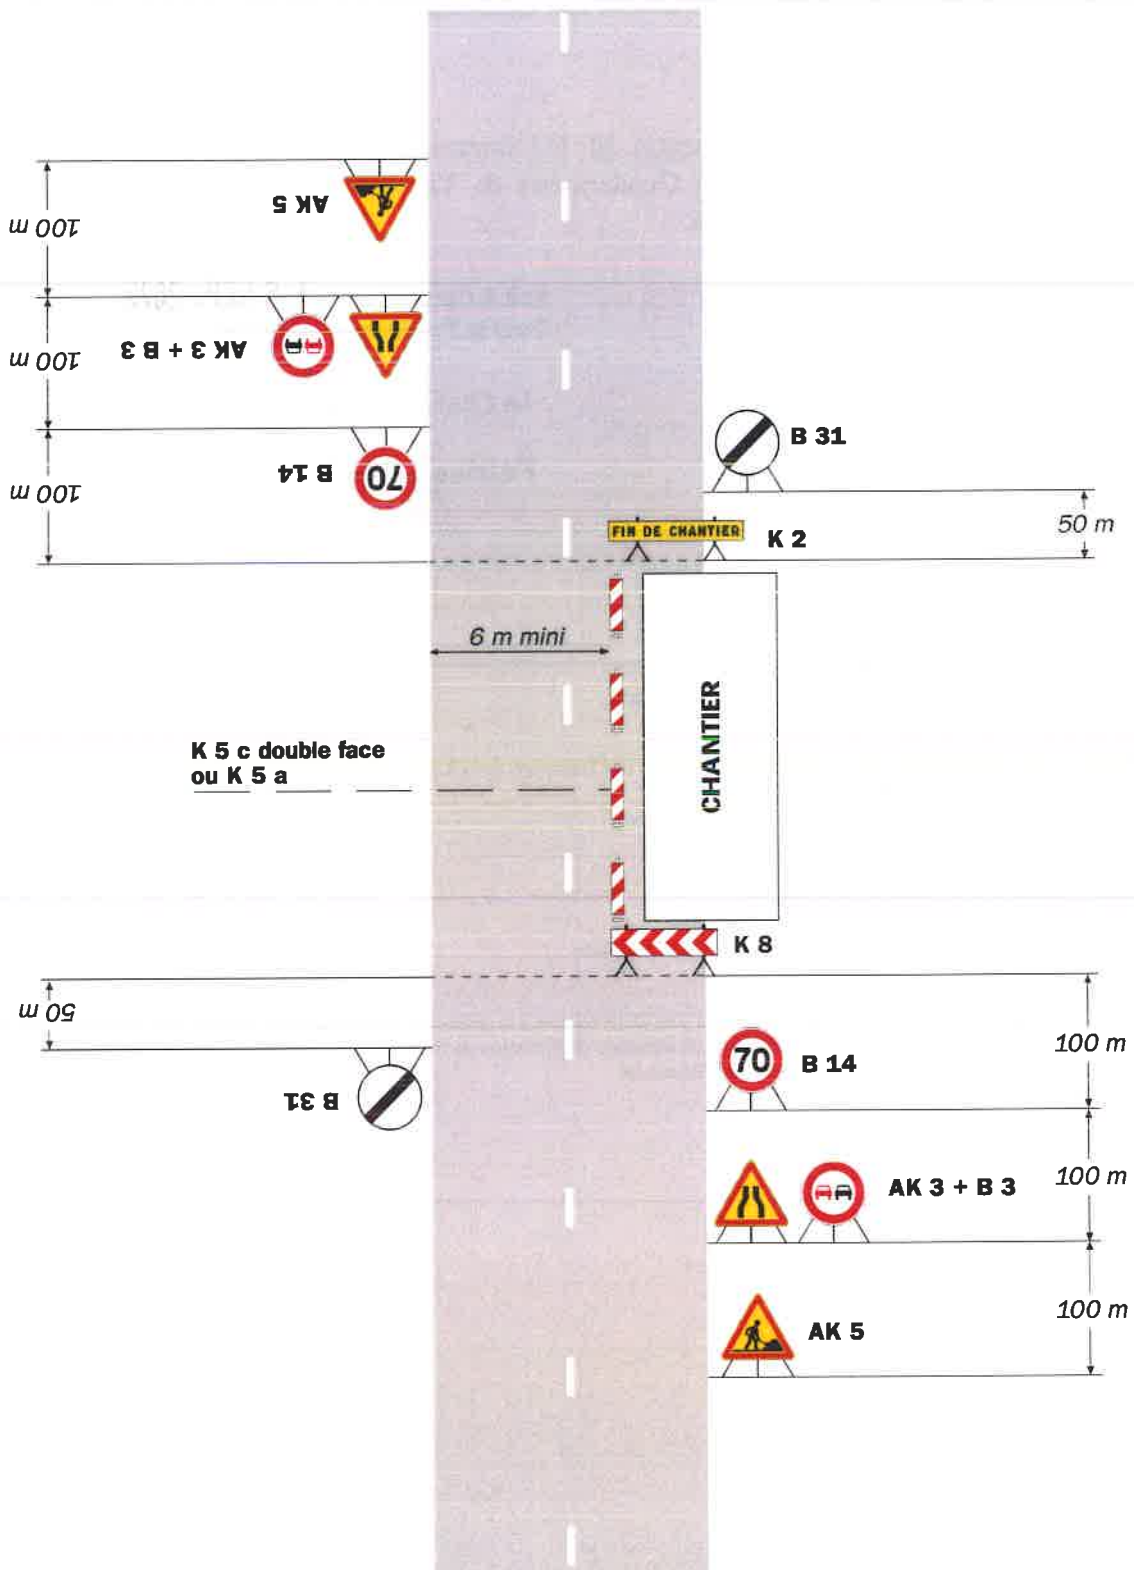 AK 5
100 m
AK 3 + B 3
100 m
70
B 14
100 m
B 31
50 m
FIN DE CHANTIER
K 2
6 m mini
CHANTIER
K 5 c double face
ou K 5 a
K 8
50 m
B 31
70
B 14
100 m
AK 3 + B 3
100 m
AK 5
100 m